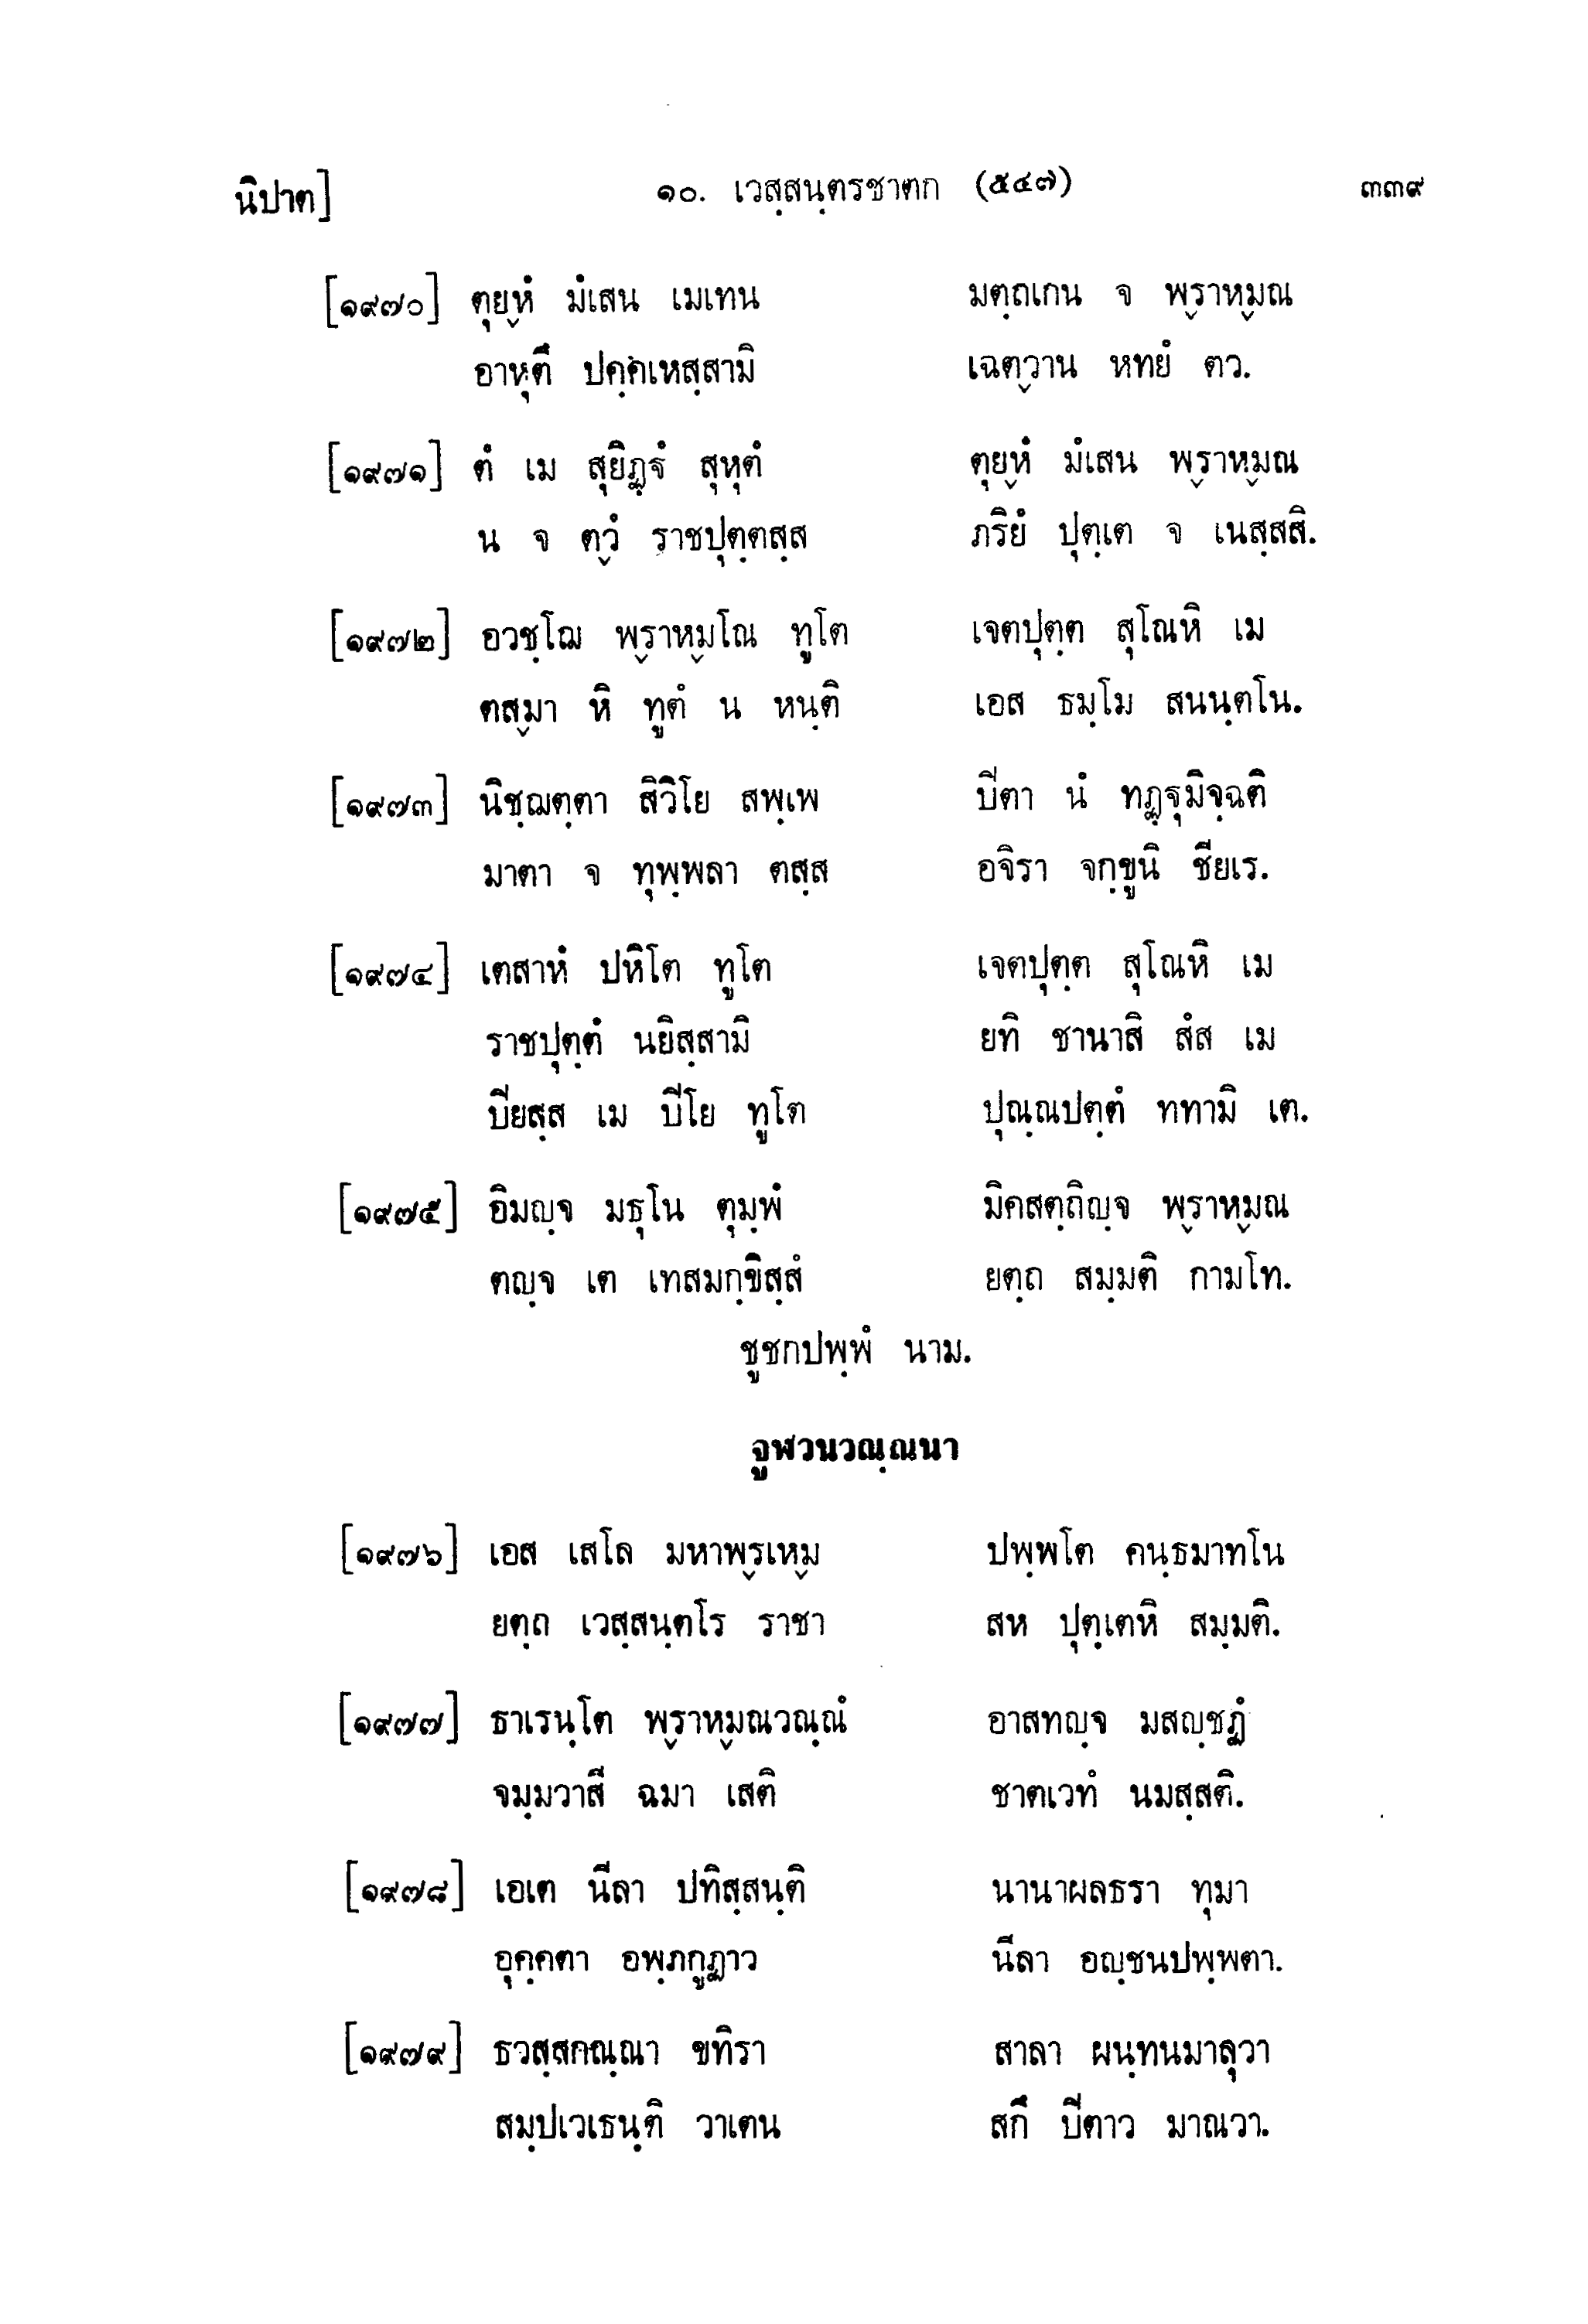 นิปาต] ๑๐. เวสฺสนฺตรชาตก (๕๔๗) ๓๓๙
[๑๙๗๐] ตุย๎หํ มํเสน เมเทน มตฺถเกน จ พ๎ราห๎มณ
อาหุตึ ปคฺคเหสฺสามิ เฉต๎วาน หทยํ ตว.
[๑๙๗๑] ตํ เม สุยิฏฺฐํ สุหุตํ ตุย๎หํ มํเสน พ๎ราห๎มณ
น จ ต๎วํ ราชปุตฺตสฺส ภริยํ ปุตฺเต จ เนสฺสสิ.
[๑๙๗๒] อวชฺโฌ พ๎ราห๎มโณ ทูโต เจตปุตฺต สุโณหิ เม
ตส๎มา หิ ทูตํ น หนฺติ เอส ธมฺโม สนนฺตโน.
[๑๙๗๓] นิชฺฌตฺตา สิวิโย สพฺเพ ปิตา นํ ทฏฺฐุมิจฺฉติ
มาตา จ ทุพฺพลา ตสฺส อจิรา จกฺขูนิ ชียเร.
[๑๙๗๔] เตสาหํ ปหิโต ทูโต เจตปุตฺต สุโณหิ เม
ราชปุตฺตํ นยิสฺสามิ ยทิ ชานาสิ สํส เม
ปิยสฺส เม ปิโย ทูโต ปุณฺณปตฺตํ ททามิ เต.
[๑๙๗๕] อิมญฺจ มธุโน ตุมฺพํ มิคสตฺถิญฺจ พ๎ราห๎มณ
ตญฺจ เต เทสมกฺขิสฺสํ ยตฺถ สมฺมติ กามโท.
ชูชกปพฺพํ นาม.
จูฬวนวณฺณนา
[๑๙๗๖] เอส เสโล มหาพ๎รเห๎ม ปพฺพโต คนฺธมาทโน
ยตฺถ เวสฺสนฺตโร ราชา สห ปุตฺเตหิ สมฺมติ.
[๑๙๗๗] ธาเรนฺโต พ๎ราห๎มณวณฺณํ อาสทญฺจ มสญฺชฏํ
จมฺมวาสี ฉมา เสติ ชาตเวทํ นมสฺสติ.
[๑๙๗๘] เอเต นีลา ปทิสฺสนฺติ นานาผลธรา ทุมา
อุคฺคตา อพฺภกูฏาว นีลา อญฺชนปพฺพตา.
[๑๙๗๙] ธวสฺสกณฺณา ขทิรา สาลา ผนฺทนมาลุวา
สมฺปเวเธนฺติ วาเตน สกึ ปีตาว มาณวา.